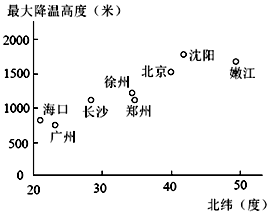 最大降温高度（米）
2000
沈阳
北京
嫩江
1500
徐州
1000
海口
长沙
郑州
广州
500
0
20
30
40
50
北纬（度）